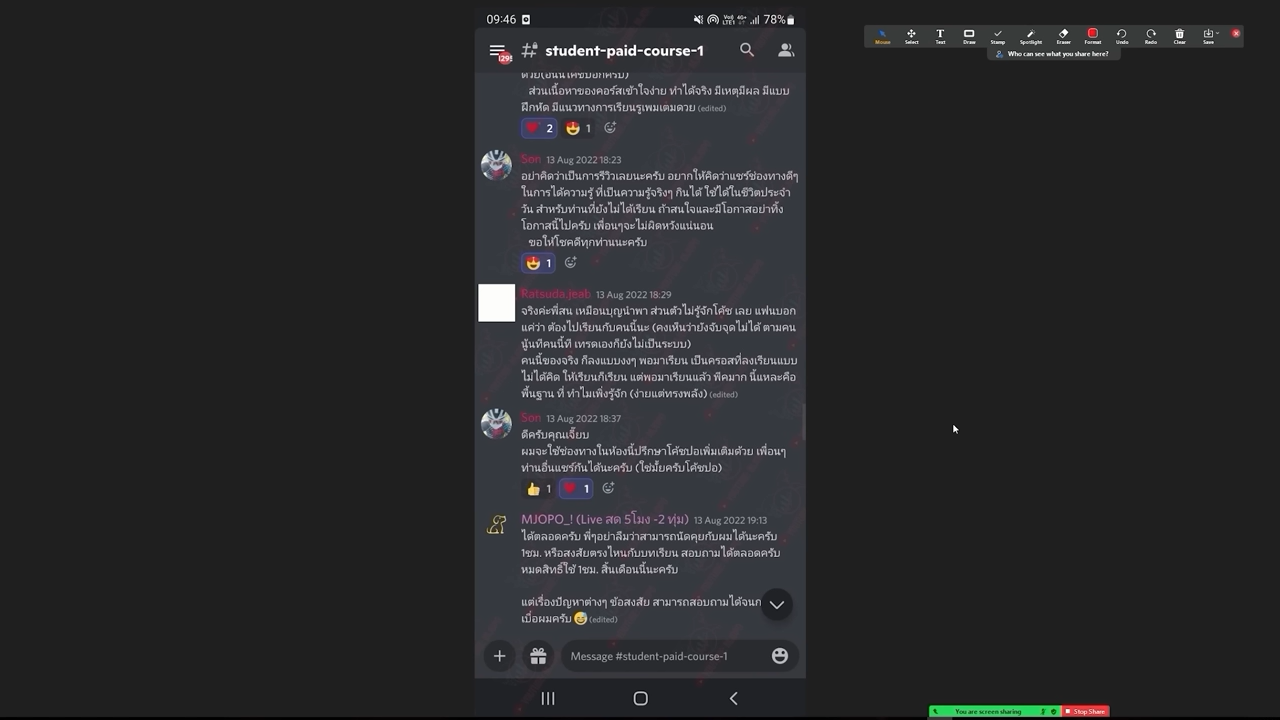 09:46
78%
129
student-paid-course-1
Mouse Select Text Draw Stamp Spotlight Eraser Format Undo Redo Clear Save
Who can see what you share here?
ด้วย(อันนี้โค้ชบอกครับ)
ส่วนเนื้อหาของคอร์สเข้าใจง่าย ทำได้จริง มีเหตุมีผล มีแบบ
ฝึกหัด มีแนวทางการเรียนรู้เพิ่มเติมด้วย (edited)
2 1
Son 13 Aug 2022 18:23
อย่าคิดว่าเป็นการรีวิวเลยนะครับ อยากให้คิดว่าแชร์ช่องทางดีๆ
ในการได้ความรู้ ที่เป็นความรู้จริงๆ กินได้ ใช้ได้ในชีวิตประจำ
วัน สำหรับท่านที่ยังไม่ได้เรียน ถ้าสนใจและมีโอกาสอย่าทิ้ง
โอกาสนี้ไปครับ เพื่อนๆจะไม่ผิดหวังแน่นอน
ขอให้โชคดีทุกท่านนะครับ
1
Ratsuda.jeab 13 Aug 2022 18:29
จริงค่ะพี่สน เหมือนบุญนำพา ส่วนตัวไม่รู้จักโค้ช เลย แฟนบอก
แค่ว่า ต้องไปเรียนกับคนนี้นะ (คงเห็นว่ายังจับจุดไม่ได้ ตามคน
นู้นทีคนนี้ที เทรดเองก็ยังไม่เป็นระบบ)
คนนี้ของจริง ก็ลงแบบงงๆ พอมาเรียน เป็นครอสที่ลงเรียนแบบ
ไม่ได้คิด ให้เรียนก็เรียน แต่พอมาเรียนแล้ว พีคมาก นี้แหละคือ
พื้นฐาน ที่ ทำไมเพิ่งรู้จัก (ง่ายแต่ทรงพลัง) (edited)
Son 13 Aug 2022 18:37
ดีครับคุณเจี๊ยบ
ผมจะใช้ช่องทางในห้องนี้ปรึกษาโค้ชปอเพิ่มเติมด้วย เพื่อนๆ
ท่านอื่นแชร์กันได้นะครับ (ใช่มั้ยครับโค้ชปอ)
1 1
MJOPO_! (Live สด 5โมง -2 ทุ่ม) 13 Aug 2022 19:13
ได้ตลอดครับ พี่ๆอย่าลืมว่าสามารถนัดคุยกับผมได้นะครับ
1ชม. หรือสงสัยตรงไหนกับบทเรียน สอบถามได้ตลอดครับ
หมดสิทธิ์ใช้ 1ชม. สิ้นเดือนนี้นะครับ
แต่เรื่องปัญหาต่างๆ ข้อสงสัย สามารถสอบถามได้จนก
เบื่อผมครับ (edited)
Message #student-paid-course-1
You are screen sharing
Stop Share